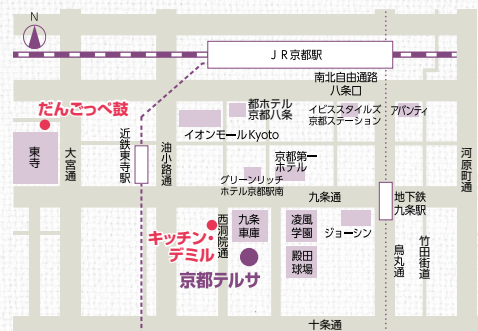 N
JR京都駅
南北自由通路
八条口
だんごっぺ鼓
都ホテル
京都八条
イビススタイルズ
京都ステーション
アバンティ
イオンモールKyoto
東寺
大宮通
近鉄東寺駅
油小路通
京都第一
ホテル
グリーンリッチ
ホテル京都駅南
河原町通
九条通
地下鉄
九条駅
西洞院通
九条
車庫
凌風
学園
ジョーシン
キッチン・
デミル
殿田
球場
烏丸通
竹田街道
京都テルサ
十条通